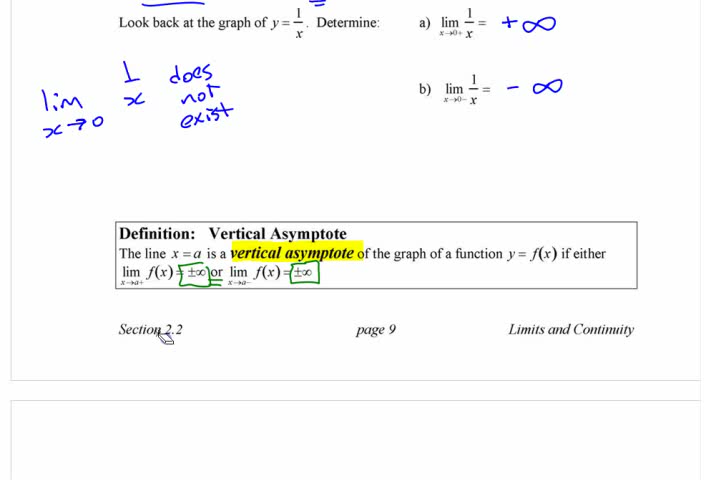 Look back at the graph of y = 1/x. Determine: a) lim x→0+ 1/x = +∞
lim x→0 1/x does not exist
b) lim x→0- 1/x = - ∞
Definition: Vertical Asymptote
The line x = a is a vertical asymptote of the graph of a function y = f(x) if either
lim x→a+ f(x) = ±∞ or lim x→a- f(x) = ±∞
Section 2.2 page 9 Limits and Continuity